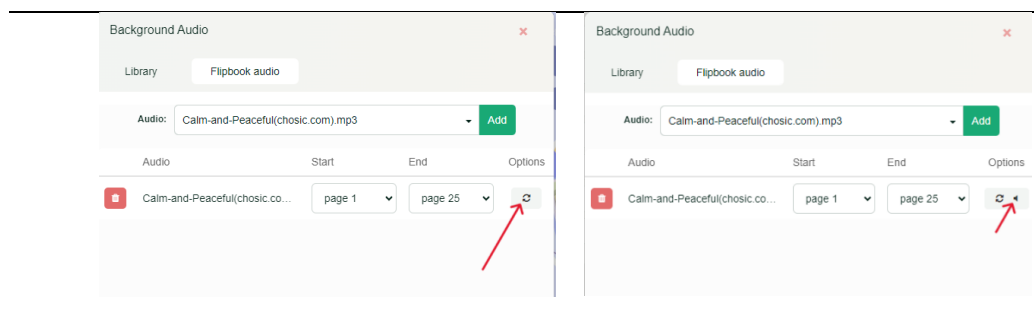 Background Audio
Library Flipbook audio
Audio: Calm-and-Peaceful(chosic.com).mp3 Add
Audio Start End Options
Calm-and-Peaceful(chosic.co... page 1 page 25
Background Audio
Library Flipbook audio
Audio: Calm-and-Peaceful(chosic.com).mp3 Add
Audio Start End Options
Calm-and-Peaceful(chosic.co... page 1 page 25